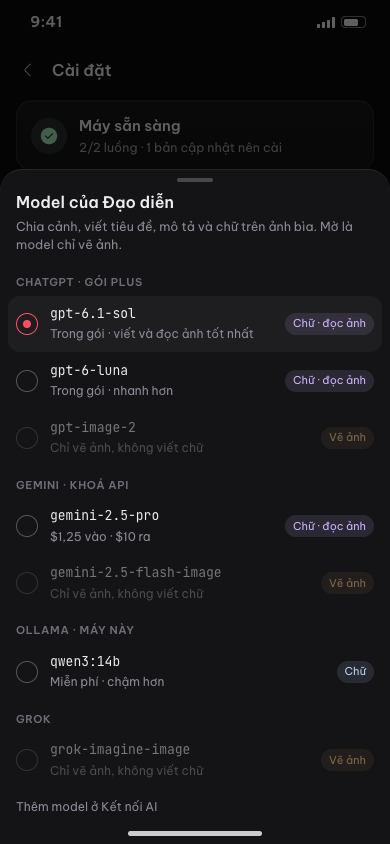 9:41
Cài đặt
Máy sẵn sàng
2/2 luồng · 1 bản cập nhật nên cài
Model của Đạo diễn
Chia cảnh, viết tiêu đề, mô tả và chữ trên ảnh bìa. Mờ là
model chỉ vẽ ảnh.
CHATGPT · GÓI PLUS
gpt-6.1-sol
Trong gói · viết và đọc ảnh tốt nhất
Chữ · đọc ảnh
gpt-6-luna
Trong gói · nhanh hơn
Chữ · đọc ảnh
gpt-image-2
Chỉ vẽ ảnh, không viết chữ
Vẽ ảnh
GEMINI · KHOÁ API
gemini-2.5-pro
$1,25 vào · $10 ra
Chữ · đọc ảnh
gemini-2.5-flash-image
Chỉ vẽ ảnh, không viết chữ
Vẽ ảnh
OLLAMA · MÁY NÀY
qwen3:14b
Miễn phí · chậm hơn
Chữ
GROK
grok-imagine-image
Chỉ vẽ ảnh, không viết chữ
Vẽ ảnh
Thêm model ở Kết nối AI